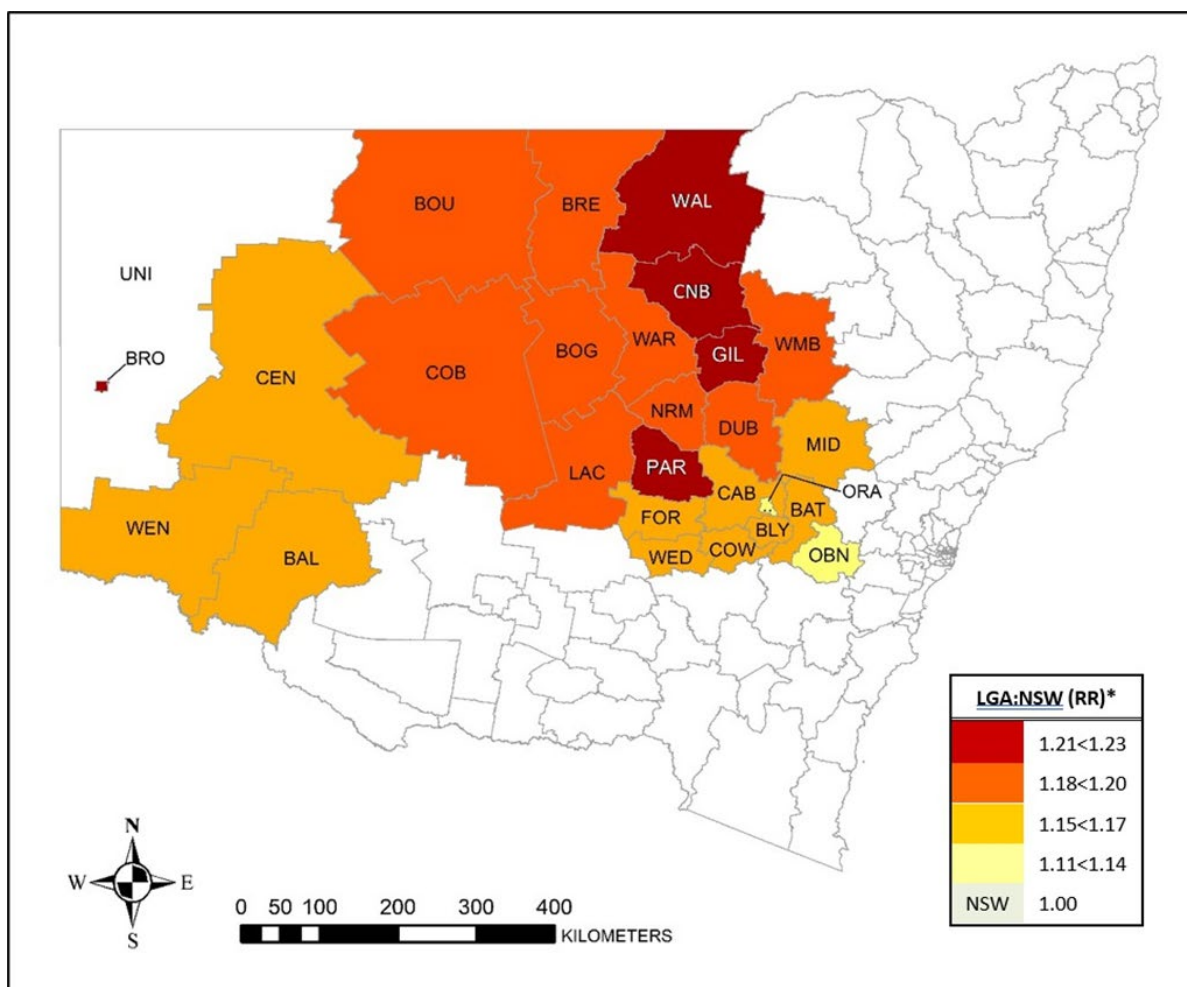 BOU
BRE
WAL
UNI
CNB
BRO
WAR
GIL
WMB
BOG
CEN
COB
NRM
DUB
MID
PAR
LAC
CAB
ORA
FOR
BAT
WEN
BLY
BAL
WED
COW
OBN
LGA:NSW (RR)*
1.21<1.23
1.18<1.20
1.15<1.17
1.11<1.14
NSW 1.00
N
W E
S
0 50 100 200 300 400
KILOMETERS